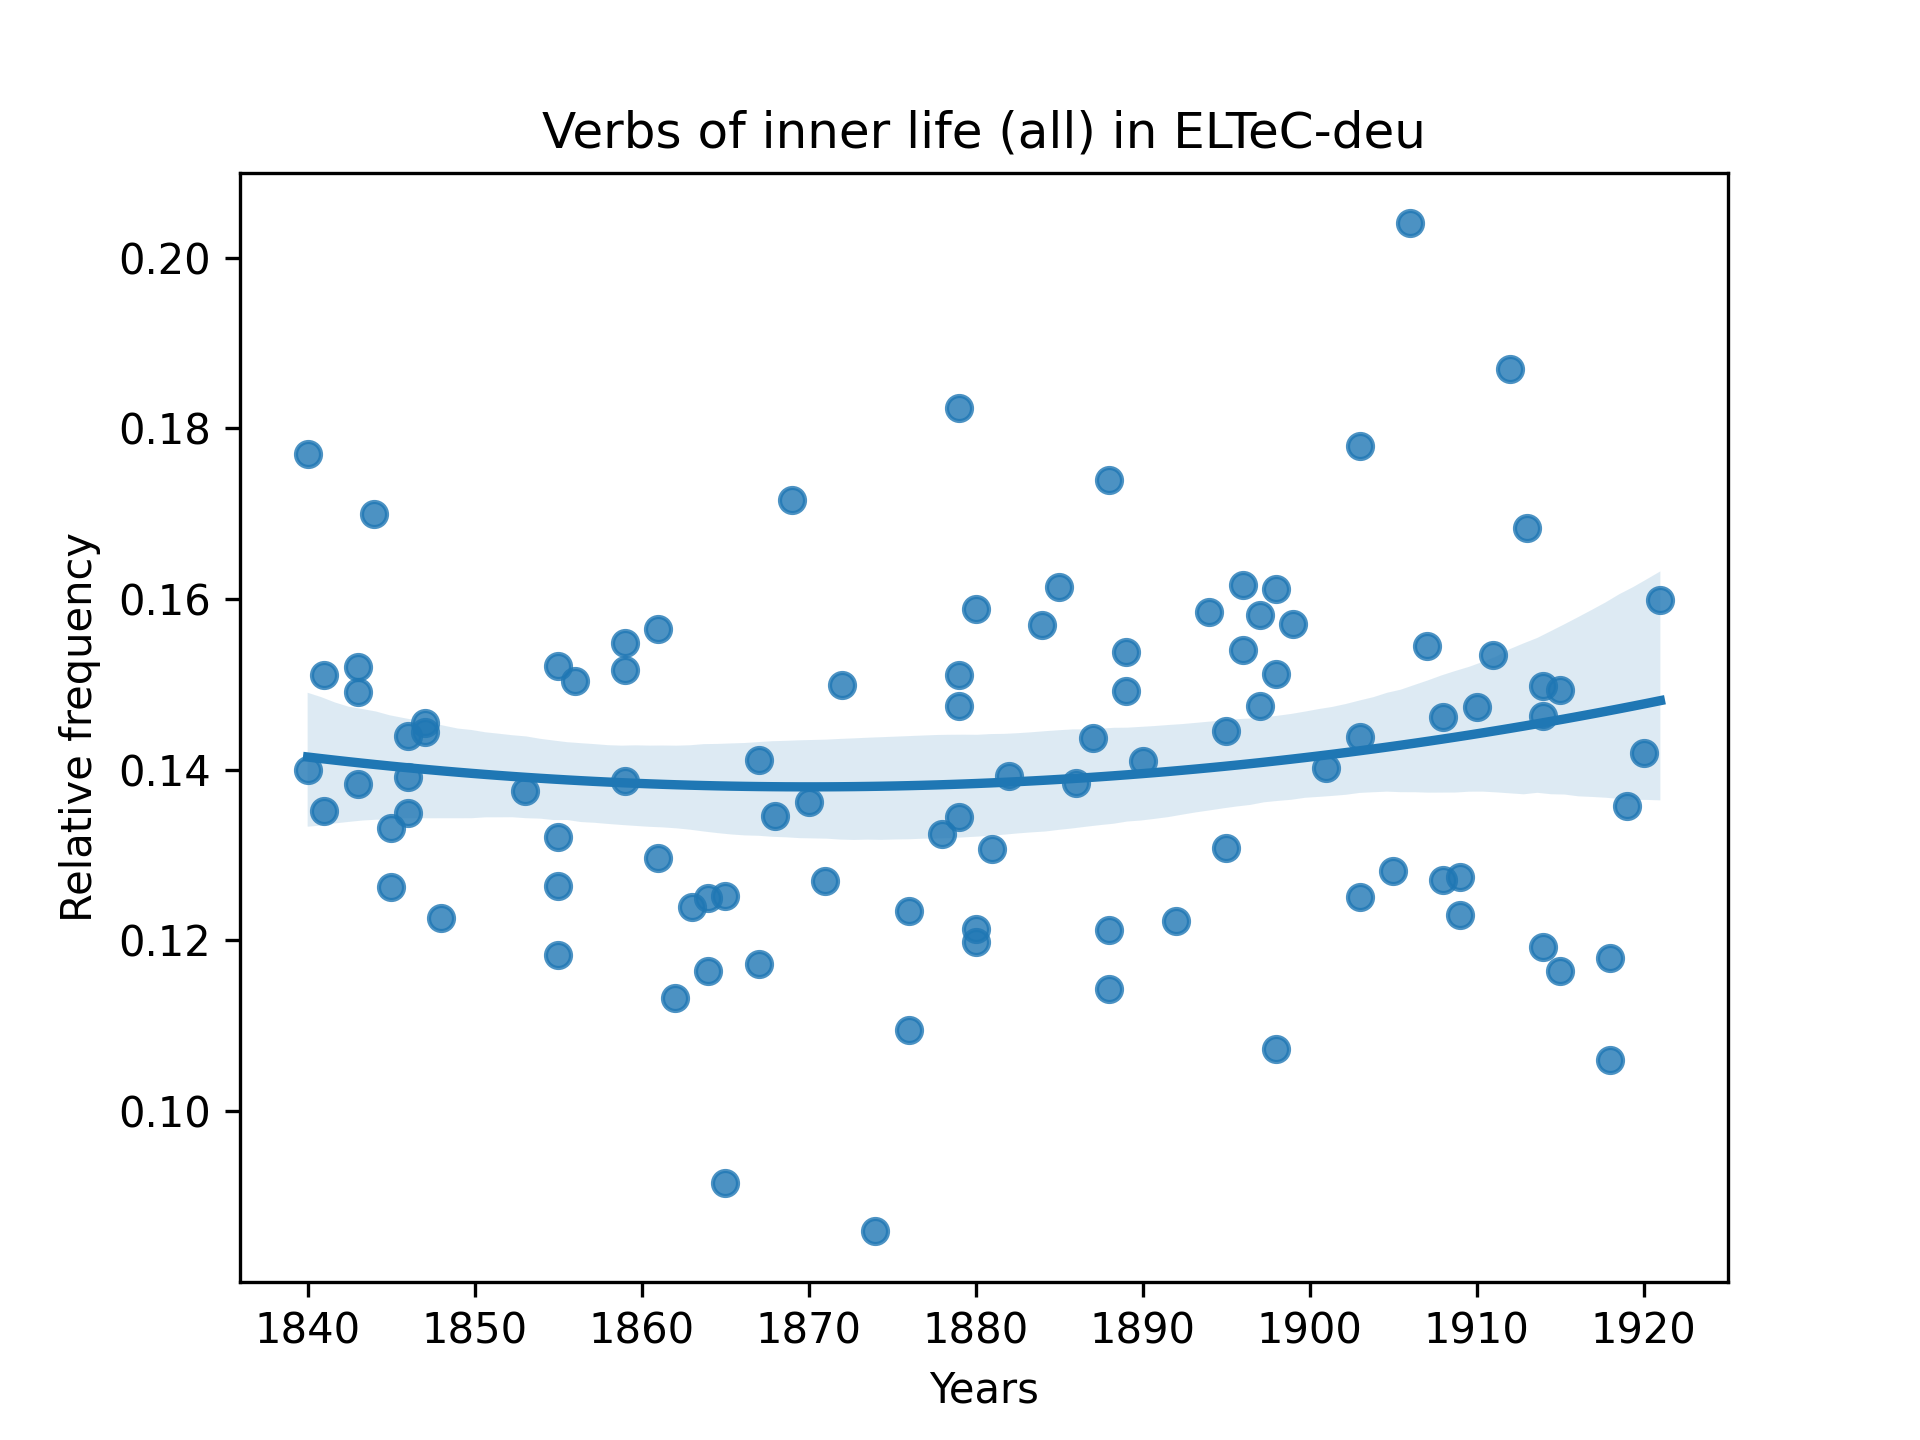 Verbs of inner life (all) in ELTeC-deu
Relative frequency
0.20
0.18
0.16
0.14
0.12
0.10
1840 1850 1860 1870 1880 1890 1900 1910 1920
Years